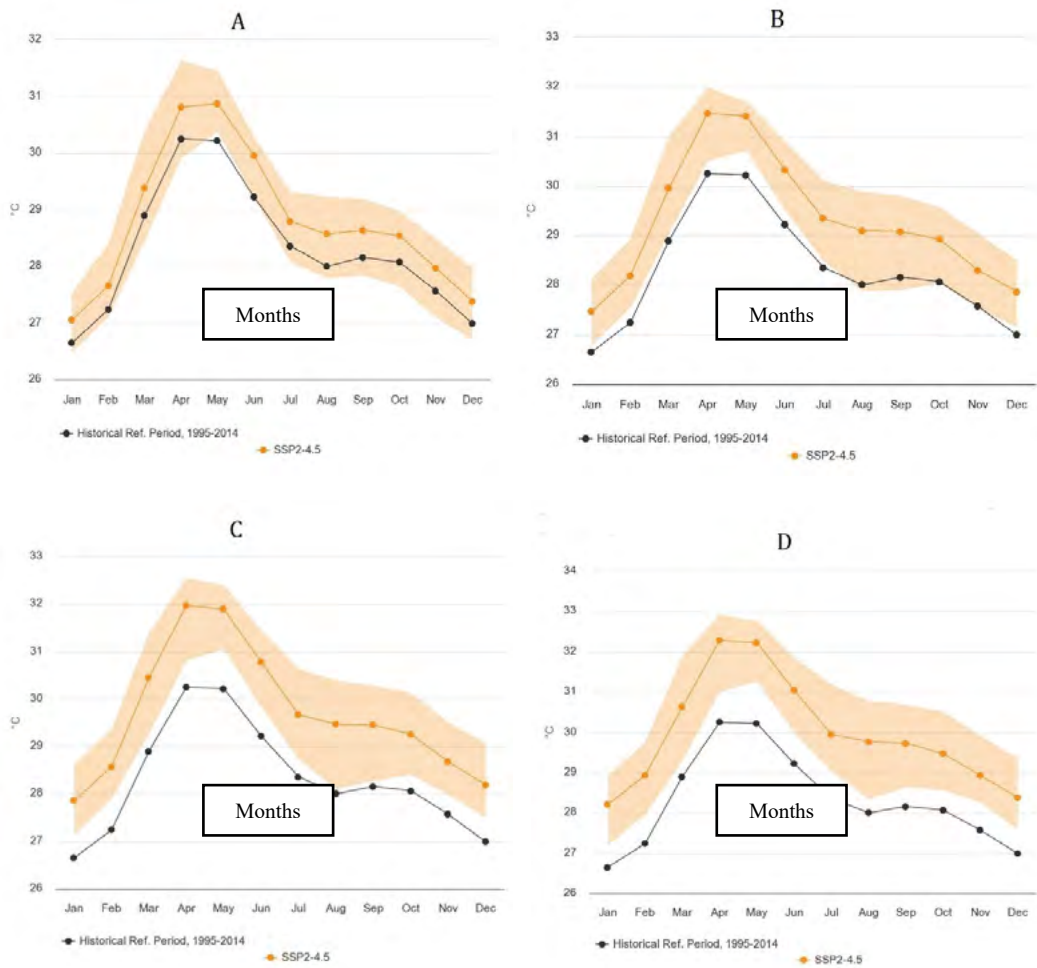 A
32
31
30
29
°C
28
27
26
Months
Jan Feb Mar Apr May Jun Jul Aug Sep Oct Nov Dec
Historical Ref. Period, 1995-2014
SSP2-4.5
B
33
32
31
30
°C
29
28
27
26
Months
Jan Feb Mar Apr May Jun Jul Aug Sep Oct Nov Dec
Historical Ref. Period, 1995-2014
SSP2-4.5
C
33
32
31
30
°C
29
28
27
26
Months
Jan Feb Mar Apr May Jun Jul Aug Sep Oct Nov Dec
Historical Ref. Period, 1995-2014
SSP2-4.5
D
34
33
32
31
30
°C
29
28
27
26
Months
Jan Feb Mar Apr May Jun Jul Aug Sep Oct Nov Dec
Historical Ref. Period, 1995-2014
SSP2-4.5